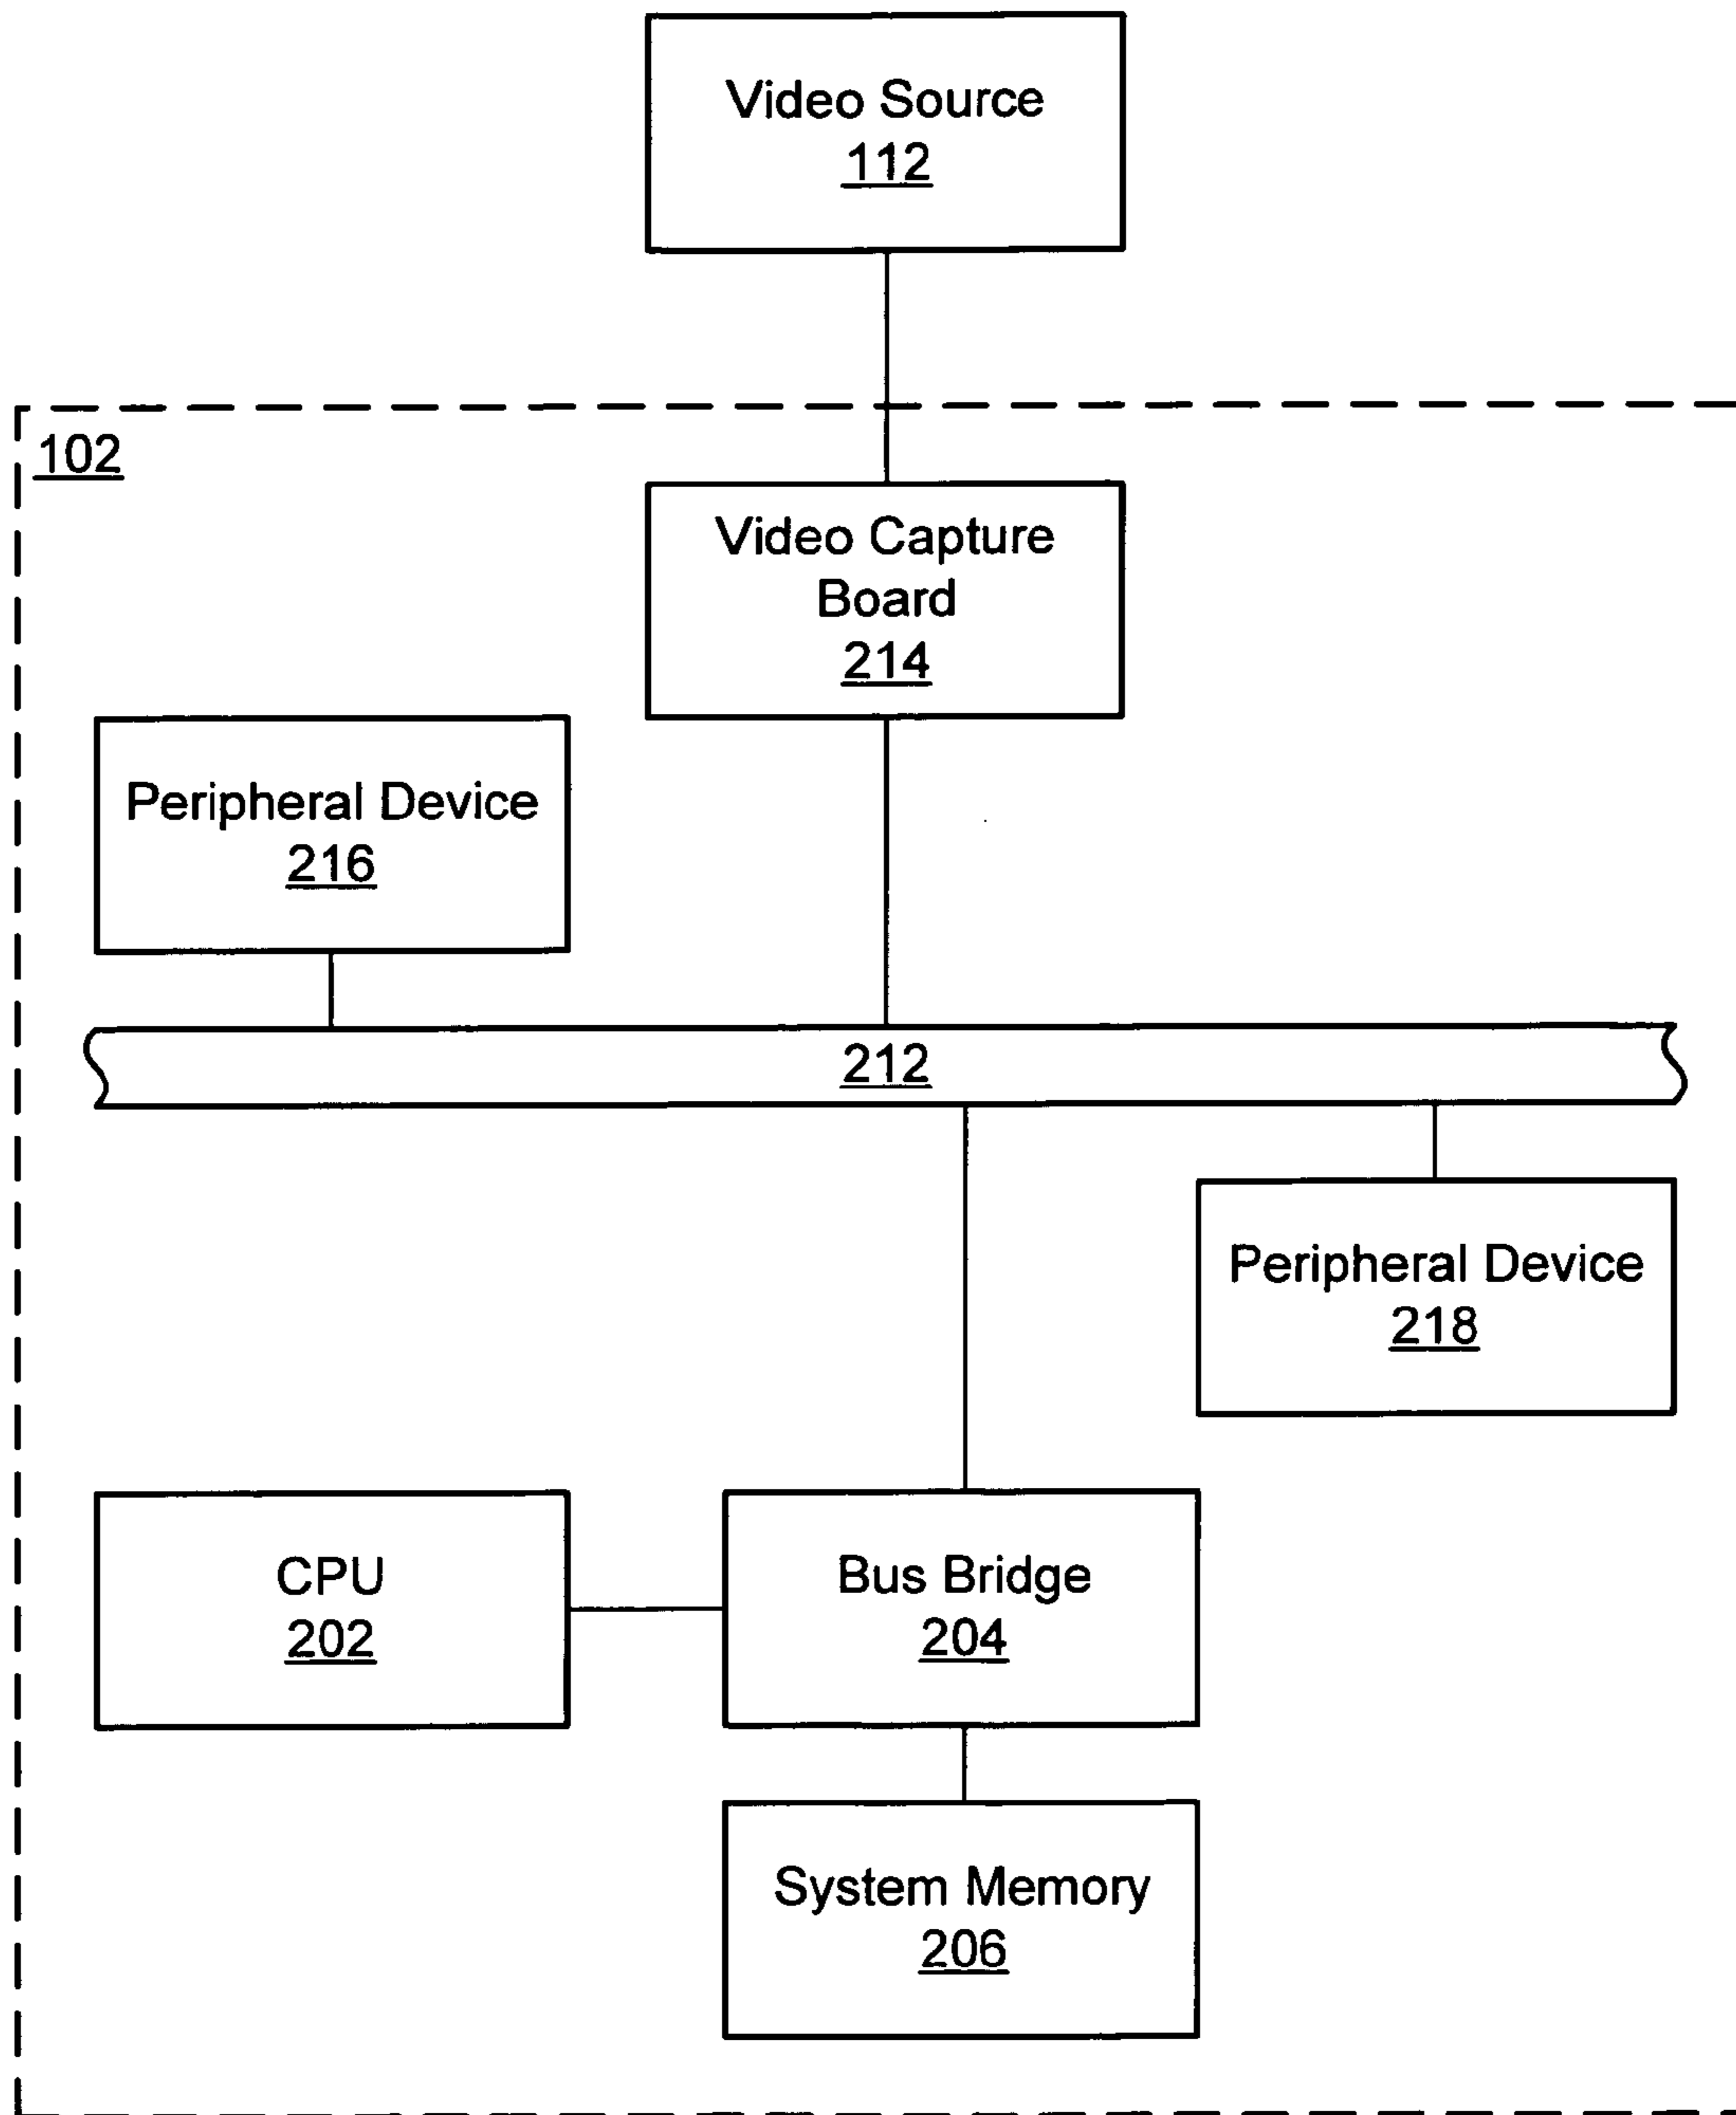 Video Source
112
102
Video Capture
Board
214
Peripheral Device
216
212
Peripheral Device
218
CPU
202
Bus Bridge
204
System Memory
206